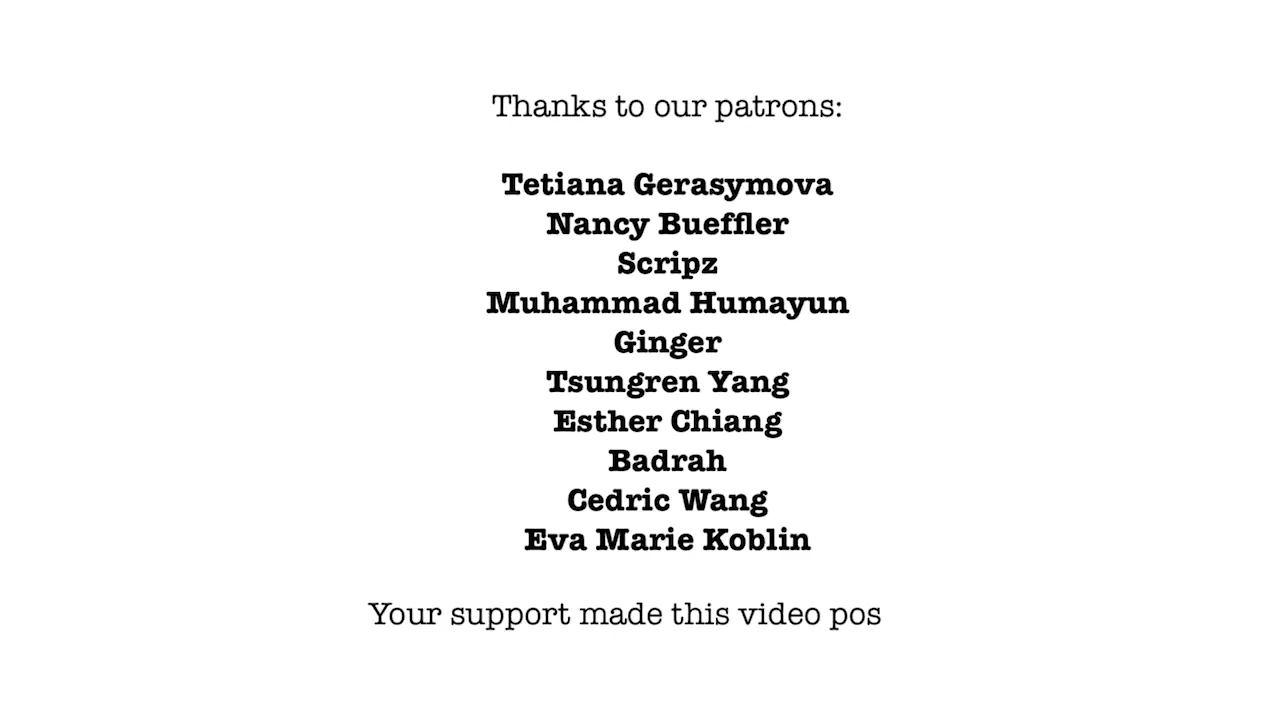 Thanks to our patrons:
Tetiana Gerasymova
Nancy Bueffler
Scripz
Muhammad Humayun
Ginger
Tsungren Yang
Esther Chiang
Badrah
Cedric Wang
Eva Marie Koblin
Your support made this video pos